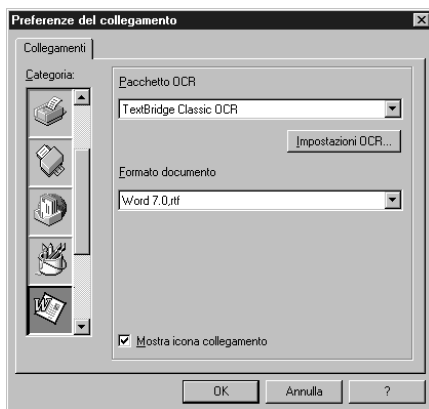 Preferenze del collegamento
Collegamenti
Categoria:
Pacchetto OCR
TextBridge Classic OCR
Impostazioni OCR...
Formato documento
Word 7.0,rtf
W
Mostra icona collegamento
OK Annulla ?